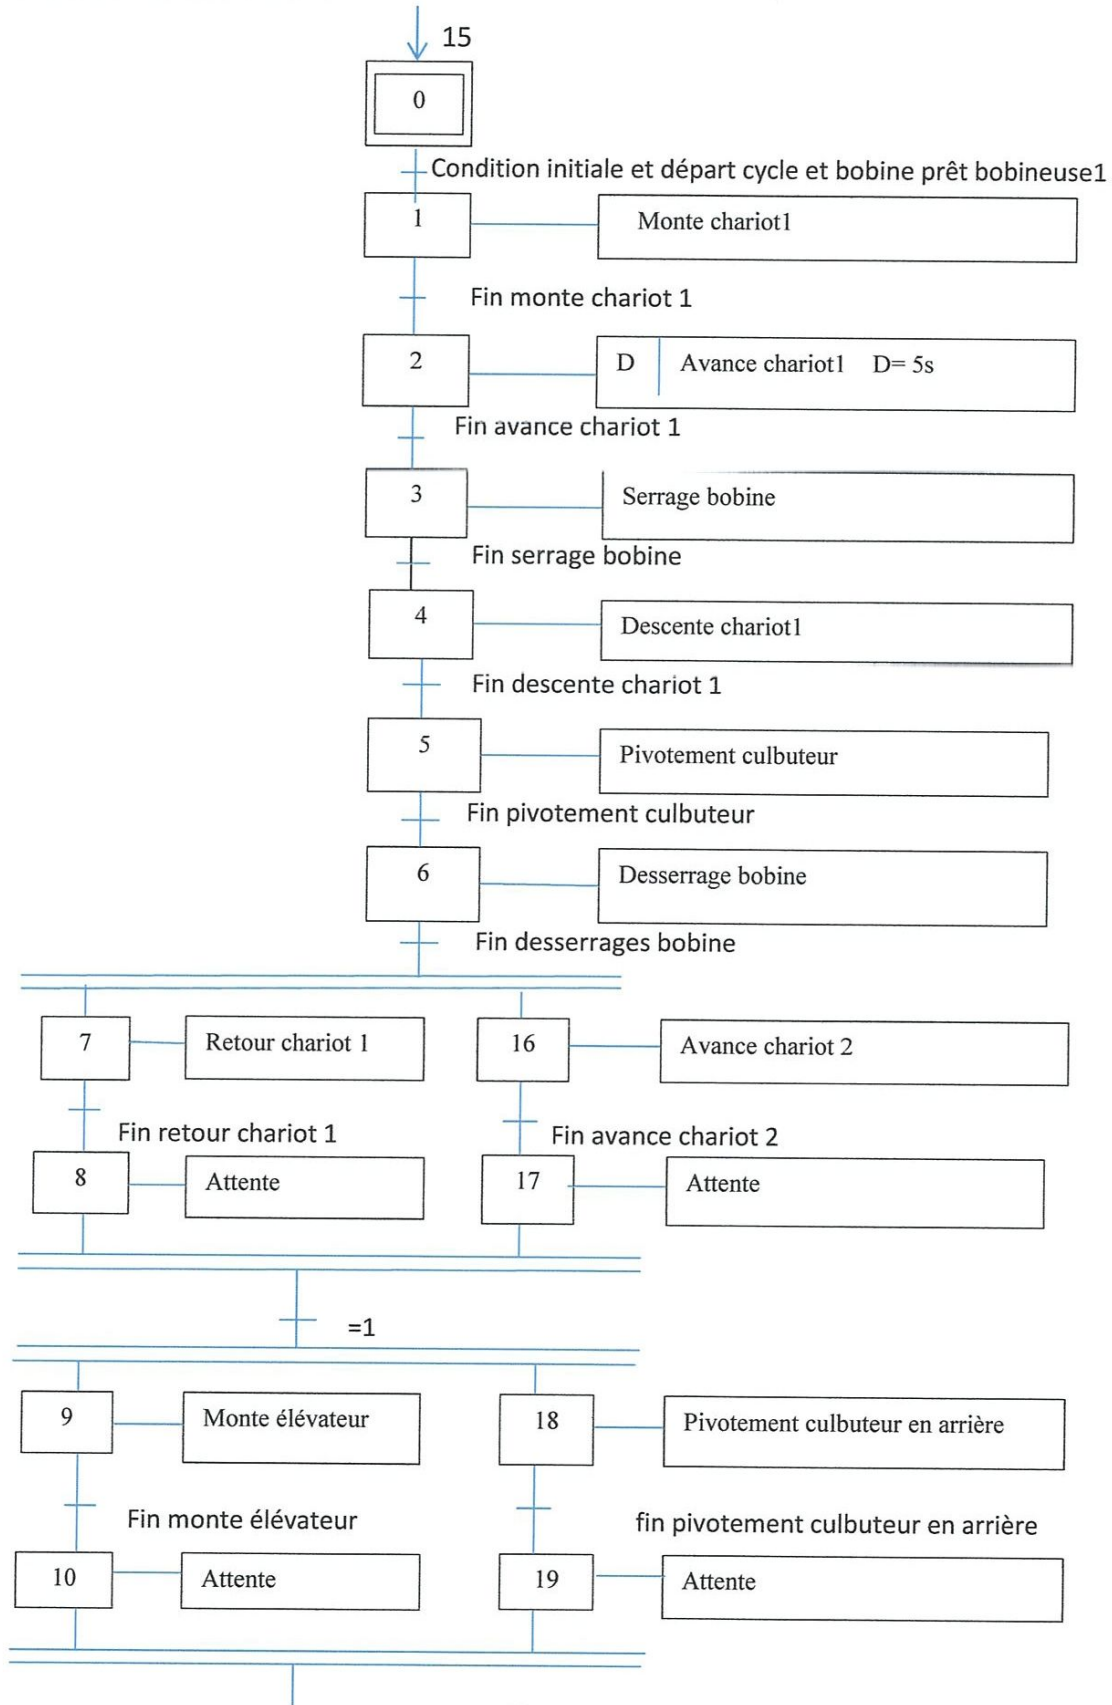 15
0
Condition initiale et départ cycle et bobine prêt bobineuse1
1
Monte chariot1
Fin monte chariot 1
2
D
Avance chariot1 D= 5s
Fin avance chariot 1
3
Serrage bobine
Fin serrage bobine
4
Descente chariot1
Fin descente chariot 1
5
Pivotement culbuteur
Fin pivotement culbuteur
6
Desserrage bobine
Fin desserrages bobine
7
Retour chariot 1
16
Avance chariot 2
Fin retour chariot 1
Fin avance chariot 2
8
Attente
17
Attente
=1
9
Monte élévateur
18
Pivotement culbuteur en arrière
Fin monte élévateur
fin pivotement culbuteur en arrière
10
Attente
19
Attente